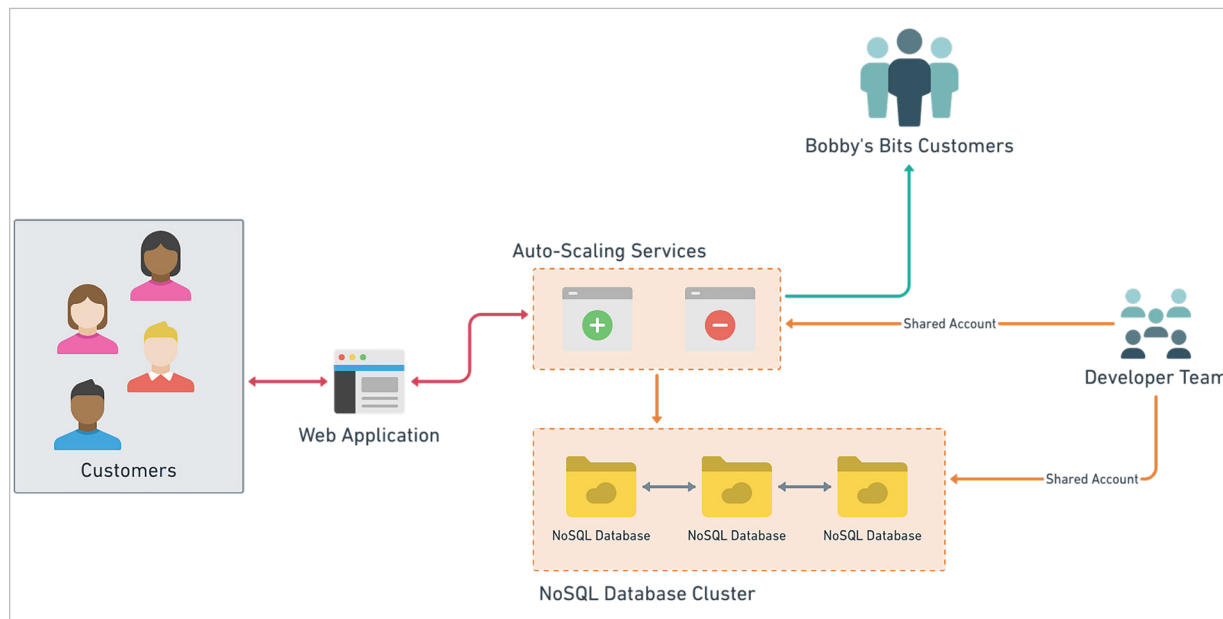 Bobby's Bits Customers
Auto-Scaling Services
Shared Account
Developer Team
Web Application
Customers
Shared Account
NoSQL Database
NoSQL Database
NoSQL Database
NoSQL Database Cluster